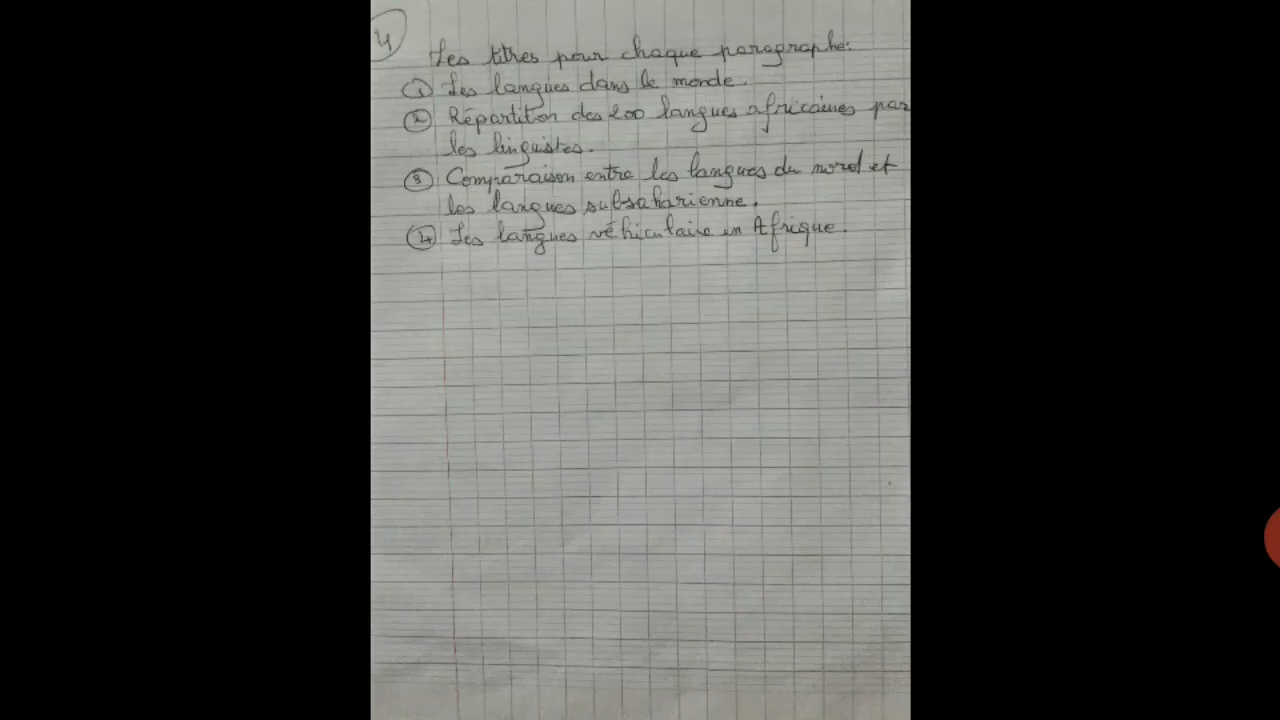 4
Les titres pour chaque paragraphe:
① Les langues dans le monde.
② Répartition des 200 langues africaines par
les linguistes.
③ Comparaison entre les langues du nord et
les langues subsaharienne.
④ Les langues véhiculaire en Afrique.